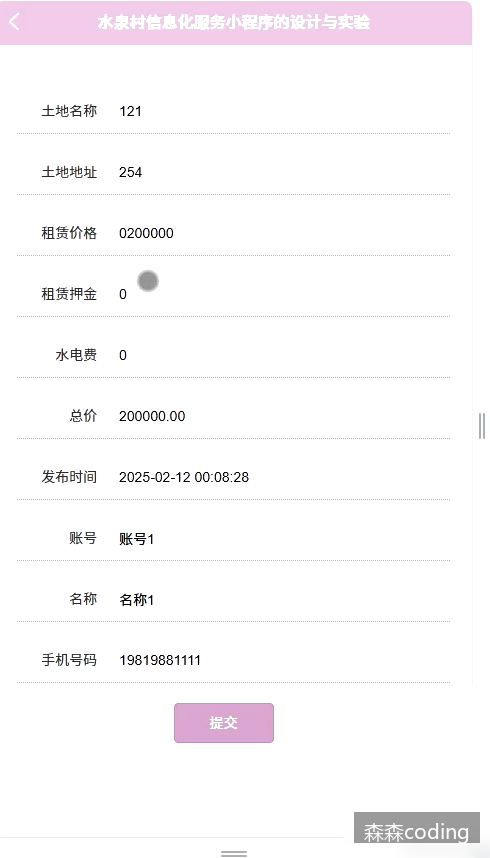 水泉村信息化服务小程序的设计与实验
土地名称 121
土地地址 254
租赁价格 0200000
租赁押金 0
水电费 0
总价 200000.00
发布时间 2025-02-12 00:08:28
账号 账号1
名称 名称1
手机号码 19819881111
提交
森森coding